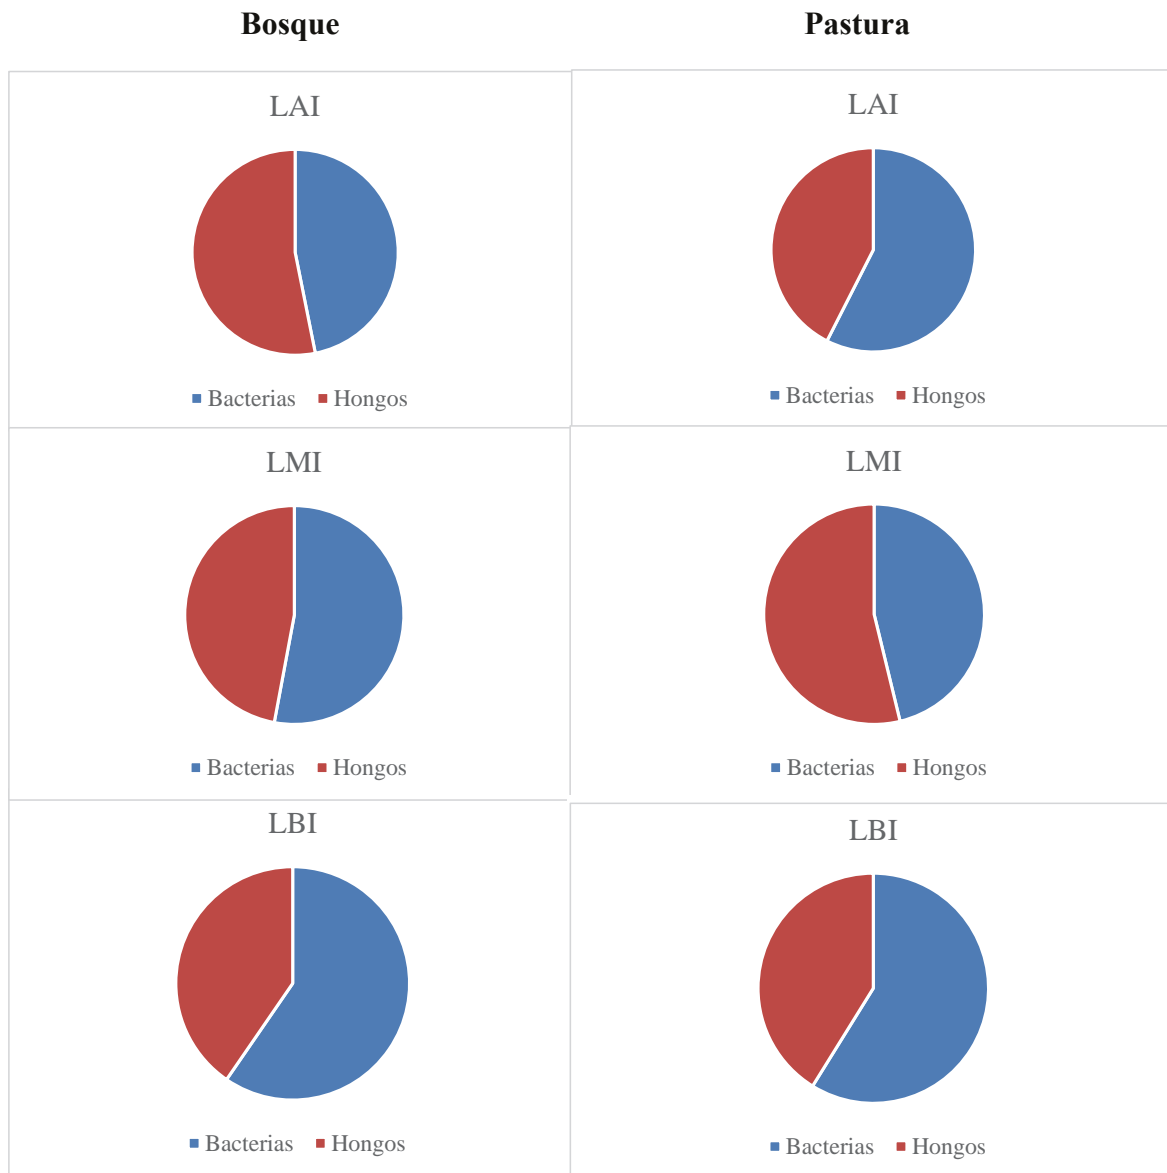 Bosque
Pastura
LAI
LAI
Bacterias Hongos
Bacterias Hongos
LMI
LMI
Bacterias Hongos
Bacterias Hongos
LBI
LBI
Bacterias Hongos
Bacterias Hongos